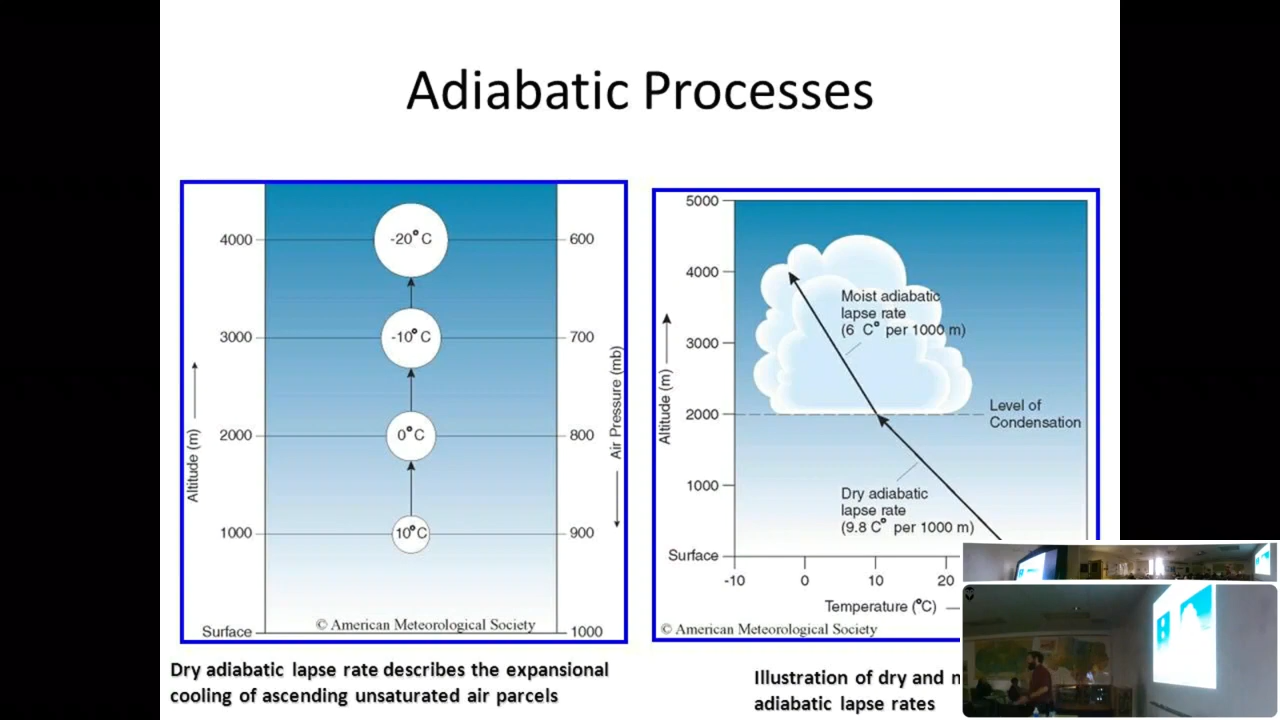 Adiabatic Processes
4000
-20°C
600
3000
-10°C
700
2000
0°C
800
1000
10°C
900
Surface
1000
Altitude (m)
Air Pressure (mb)
© American Meteorological Society
Dry adiabatic lapse rate describes the expansional
cooling of ascending unsaturated air parcels
5000
4000
3000
2000
1000
Surface
Altitude (m)
Moist adiabatic
lapse rate
(6 C° per 1000 m)
Level of
Condensation
Dry adiabatic
lapse rate
(9.8 C° per 1000 m)
-10
0
10
20
Temperature (°C)
© American Meteorological Society
Illustration of dry and
adiabatic lapse rates